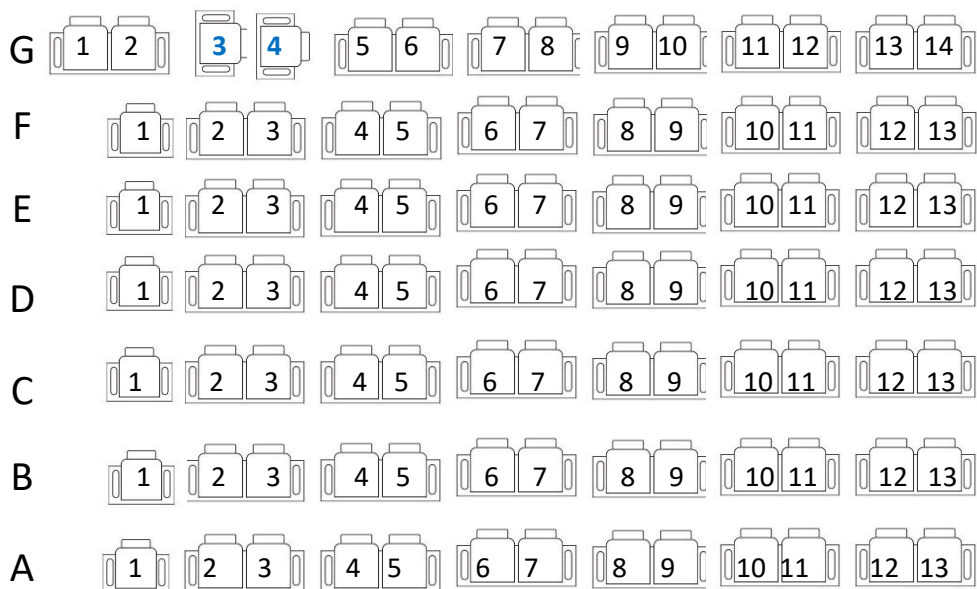 G 1 2 3 4 5 6 7 8 9 10 11 12 13 14
F 1 2 3 4 5 6 7 8 9 10 11 12 13
E 1 2 3 4 5 6 7 8 9 10 11 12 13
D 1 2 3 4 5 6 7 8 9 10 11 12 13
C 1 2 3 4 5 6 7 8 9 10 11 12 13
B 1 2 3 4 5 6 7 8 9 10 11 12 13
A 1 2 3 4 5 6 7 8 9 10 11 12 13